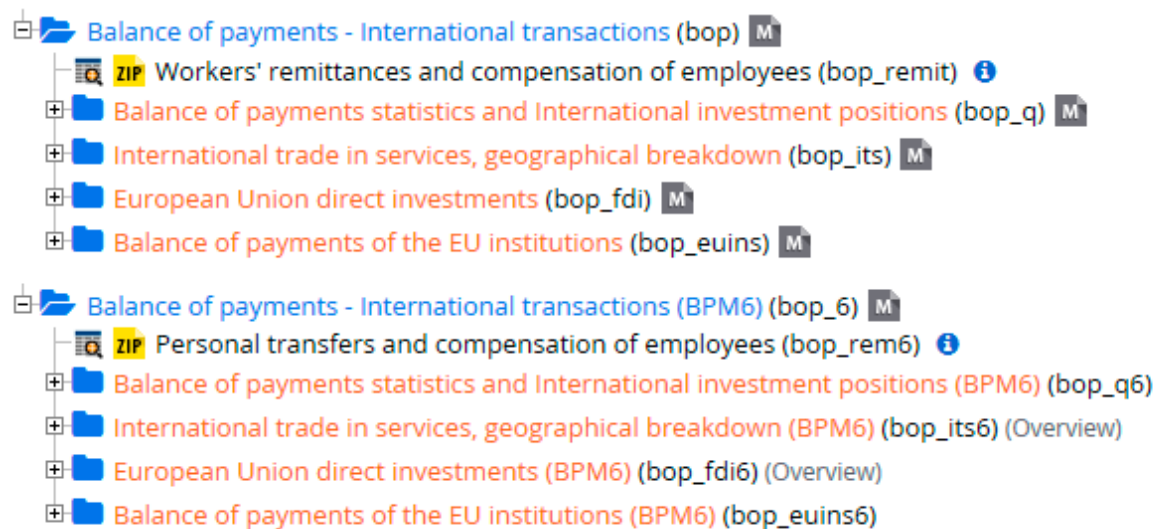 Balance of payments - International transactions (bop) M
ZIP Workers' remittances and compensation of employees (bop_remit) i
Balance of payments statistics and International investment positions (bop_q) M
International trade in services, geographical breakdown (bop_its) M
European Union direct investments (bop_fdi) M
Balance of payments of the EU institutions (bop_euins) M
Balance of payments - International transactions (BPM6) (bop_6) M
ZIP Personal transfers and compensation of employees (bop_rem6) i
Balance of payments statistics and International investment positions (BPM6) (bop_q6)
International trade in services, geographical breakdown (BPM6) (bop_its6) (Overview)
European Union direct investments (BPM6) (bop_fdi6) (Overview)
Balance of payments of the EU institutions (BPM6) (bop_euins6)